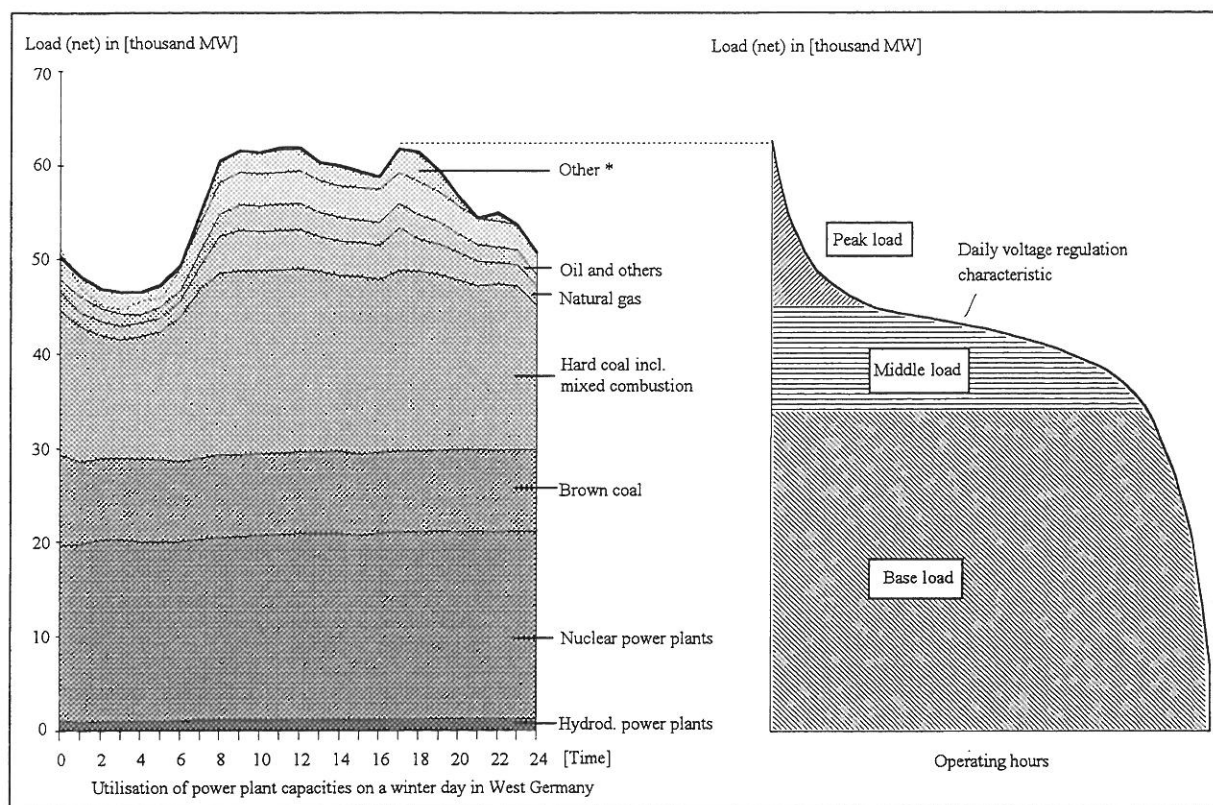 Load (net) in [thousand MW]
Load (net) in [thousand MW]
70
60
50
40
30
20
10
0
Other *
Oil and others
Natural gas
Hard coal incl.
mixed combustion
Brown coal
Nuclear power plants
Hydrod. power plants
0 2 4 6 8 10 12 14 16 18 20 22 24 [Time]
Utilisation of power plant capacities on a winter day in West Germany
Peak load
Daily voltage regulation
characteristic
Middle load
Base load
Operating hours